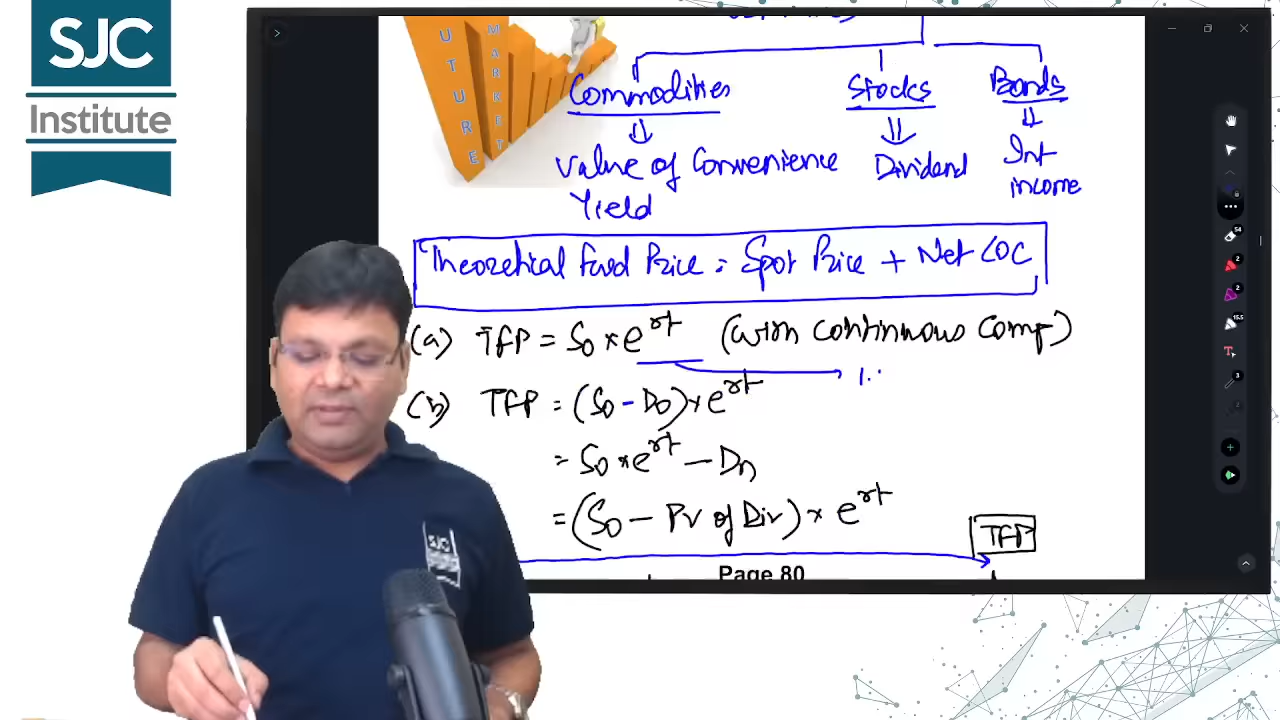 SJC
Institute
FUTURE
MARKET
Commodities Stocks Bonds
Value of Convenience Yield
Dividend
Int income
Theoretical Fwd Price = Spot Price + Net COC
(a) TFP = S0 × e^rt (with continuous comp)
(b) TFP = (S0 - D0) × e^rt
= S0 × e^rt - Dn
= (S0 - PV of Div) × e^rt
TFP
Page 80
SJC